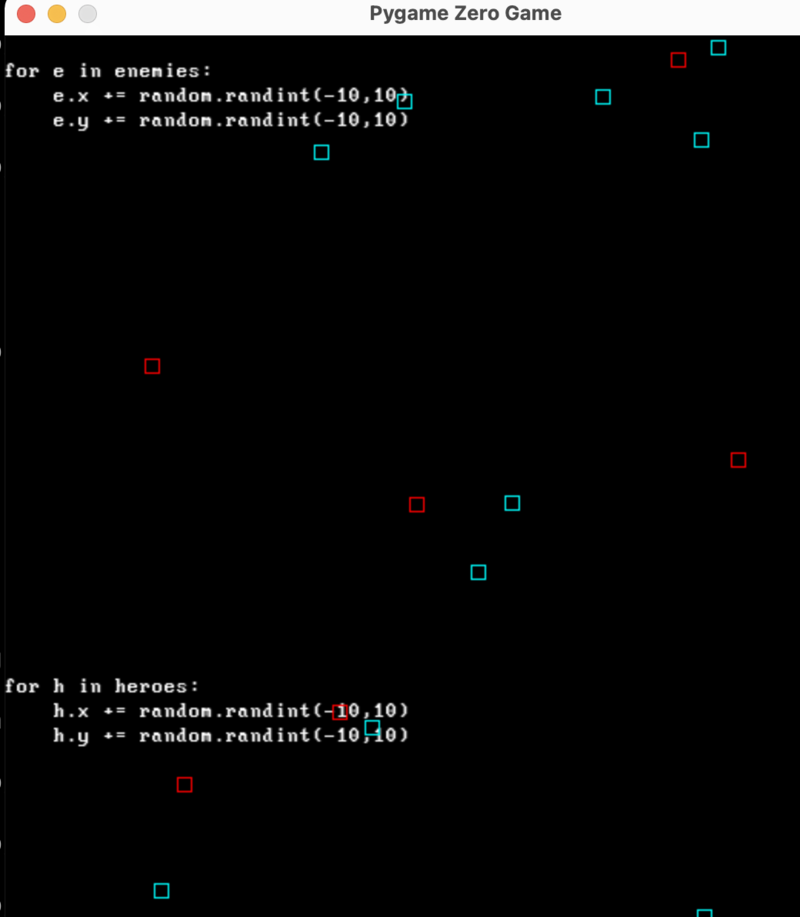 Pygame Zero Game
for e in enemies:
    e.x += random.randint(-10,10)
    e.y += random.randint(-10,10)
for h in heroes:
    h.x += random.randint(-10,10)
    h.y += random.randint(-10,10)